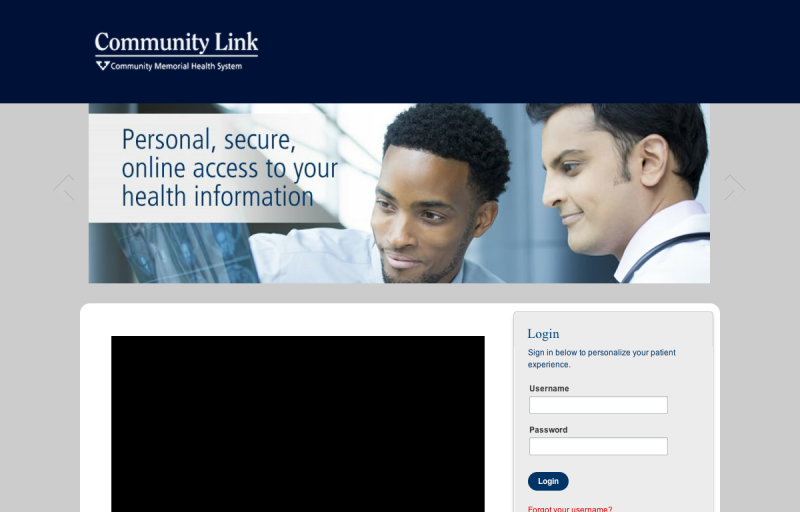 Community Link
Community Memorial Health System
Personal, secure,
online access to your
health information
Login
Sign in below to personalize your patient
experience.
Username
Password
Login
Forgot your username?